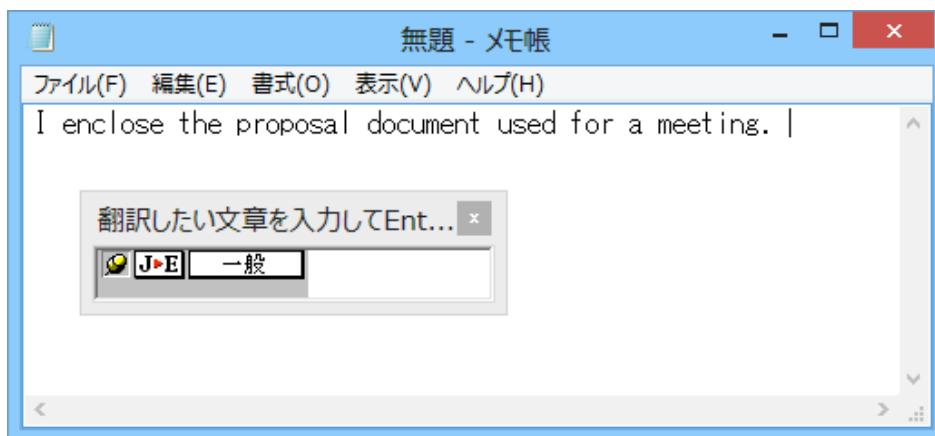 無題 - メモ帳
ファイル(F) 編集(E) 書式(O) 表示(V) ヘルプ(H)
I enclose the proposal document used for a meeting.
翻訳したい文章を入力してEnt...
J▶E 一般